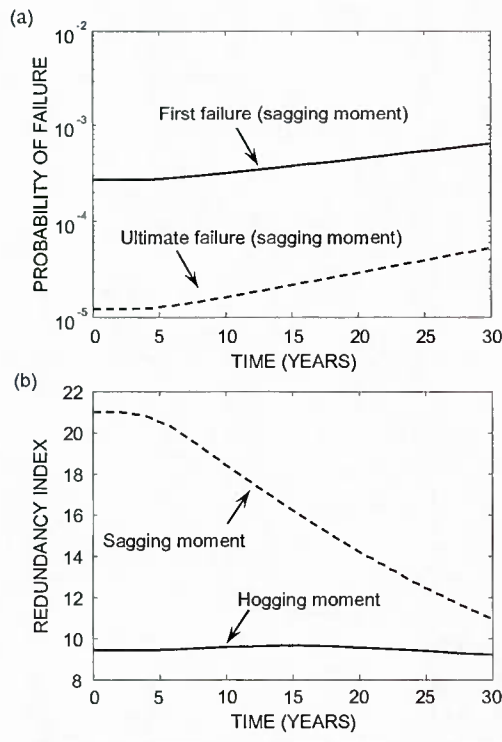 (a)
10^-2
10^-3
10^-4
10^-5
PROBABILITY OF FAILURE
First failure (sagging moment)
Ultimate failure (sagging moment)
0 5 10 15 20 25 30
TIME (YEARS)
(b)
22
20
18
16
14
12
10
8
REDUNDANCY INDEX
Sagging moment
Hogging moment
0 5 10 15 20 25 30
TIME (YEARS)